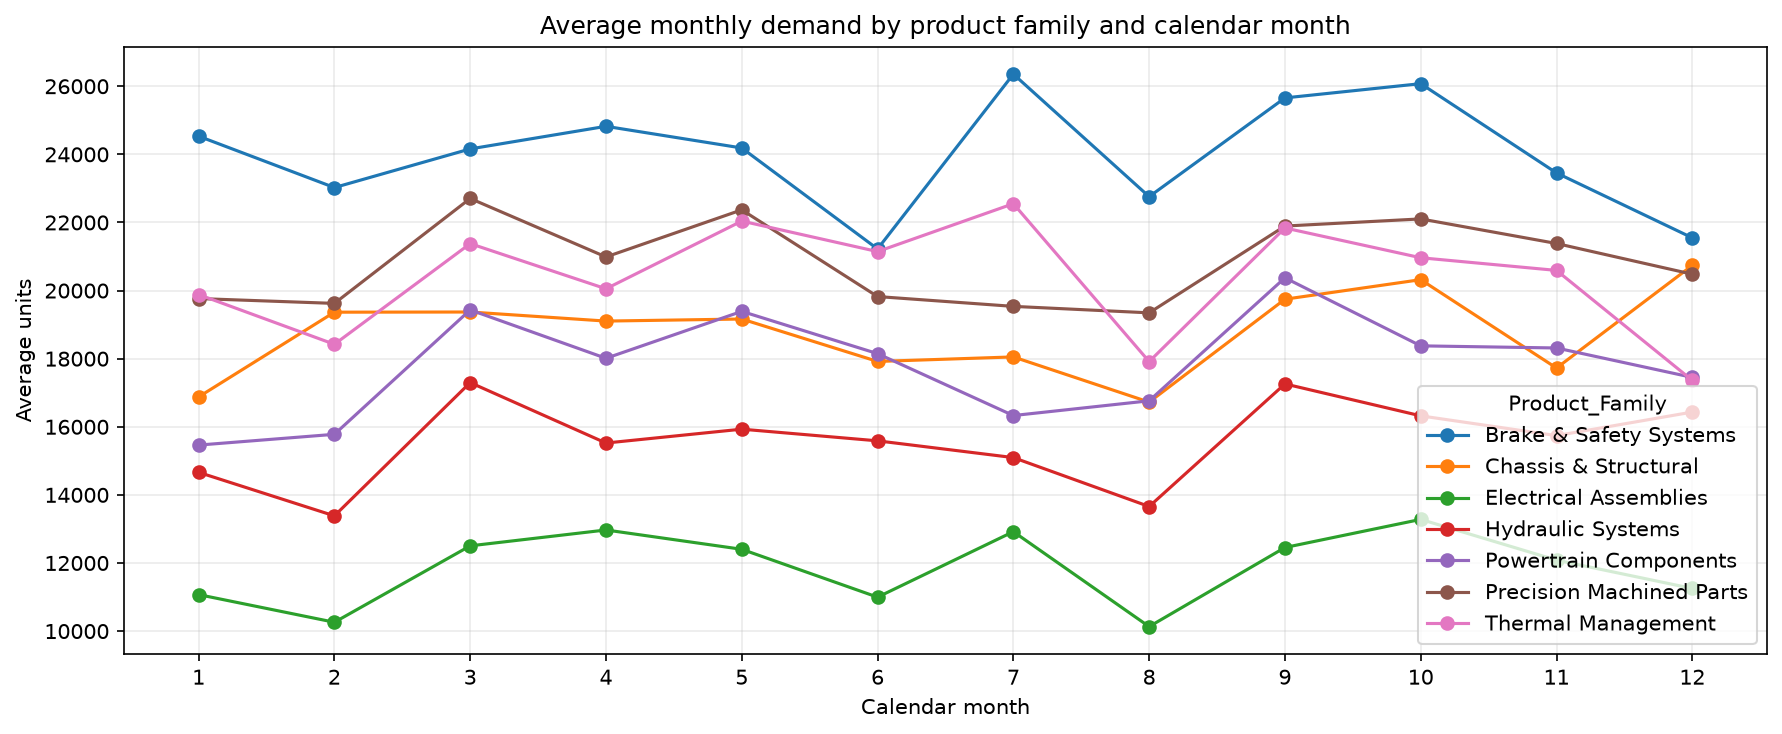 Average monthly demand by product family and calendar month
Average units
26000
24000
22000
20000
18000
16000
14000
12000
10000
1 2 3 4 5 6 7 8 9 10 11 12
Calendar month
Product_Family
Brake & Safety Systems
Chassis & Structural
Electrical Assemblies
Hydraulic Systems
Powertrain Components
Precision Machined Parts
Thermal Management